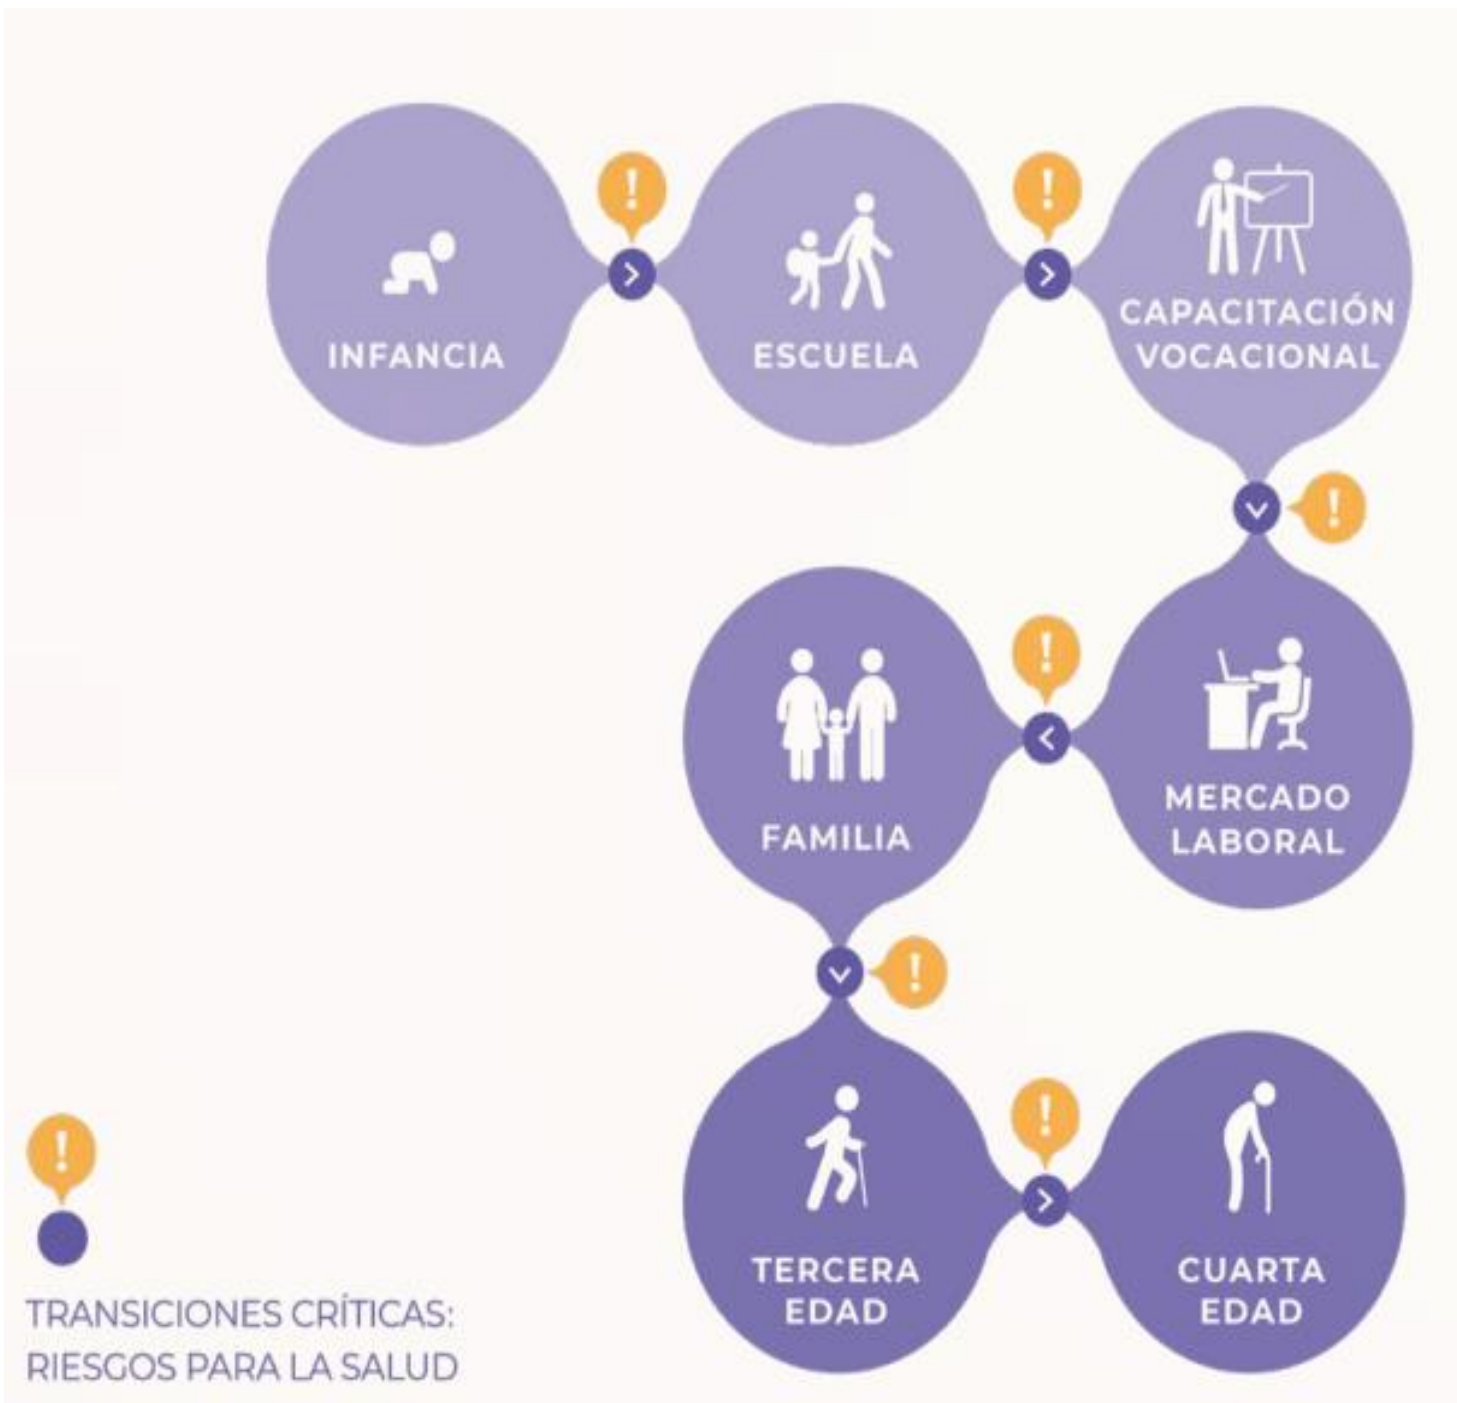 !
!
INFANCIA
ESCUELA
CAPACITACIÓN
VOCACIONAL
!
!
FAMILIA
MERCADO
LABORAL
!
!
TERCERA
EDAD
CUARTA
EDAD
!
TRANSICIONES CRÍTICAS:
RIESGOS PARA LA SALUD